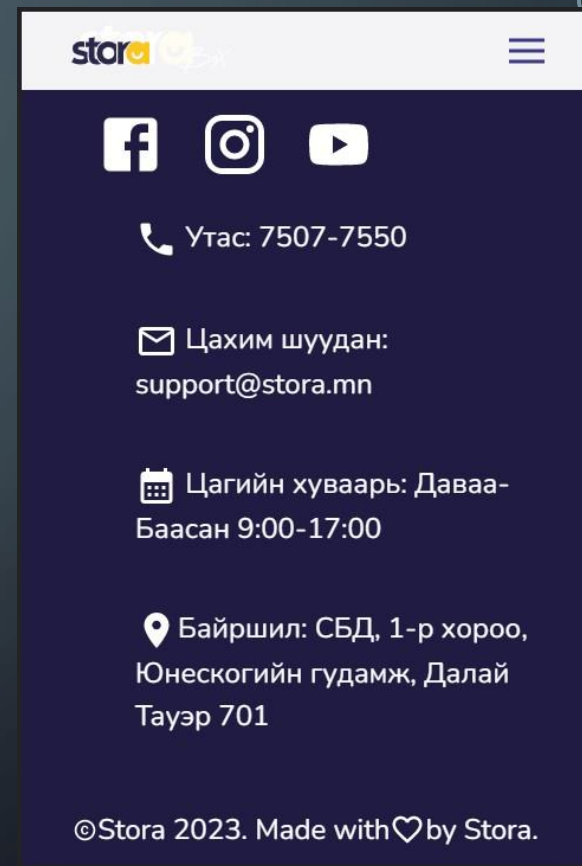 stora
Утас: 7507-7550
Цахим шуудан:
support@stora.mn
Цагийн хуваарь: Даваа-
Баасан 9:00-17:00
Байршил: СБД, 1-р хороо,
Юнескогийн гудамж, Далай
Тауэр 701
©Stora 2023. Made with♡by Stora.